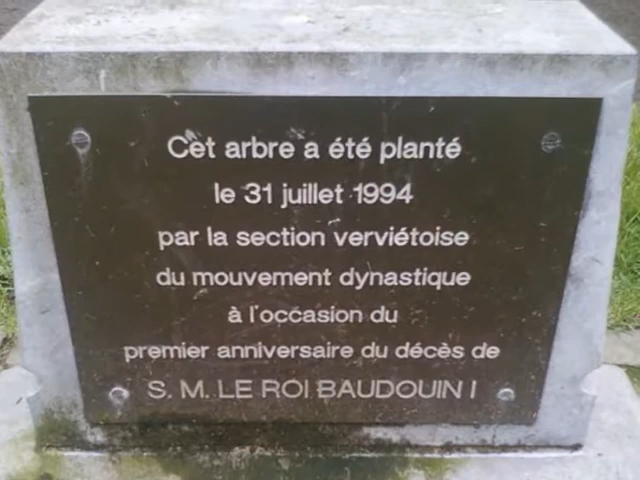 Cet arbre a été planté
le 31 juillet 1994
par la section verviétoise
du mouvement dynastique
à l'occasion du
premier anniversaire du décès de
S. M. LE ROI BAUDOUIN I